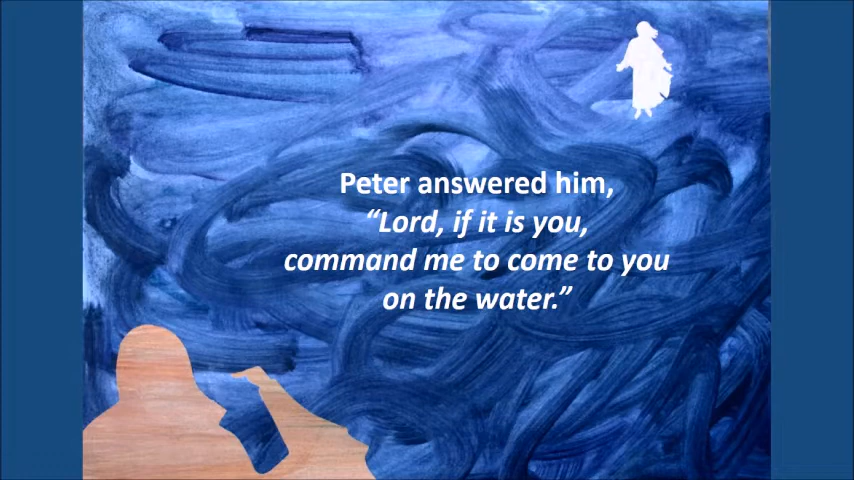 Peter answered him,
“Lord, if it is you,
command me to come to you
on the water.”